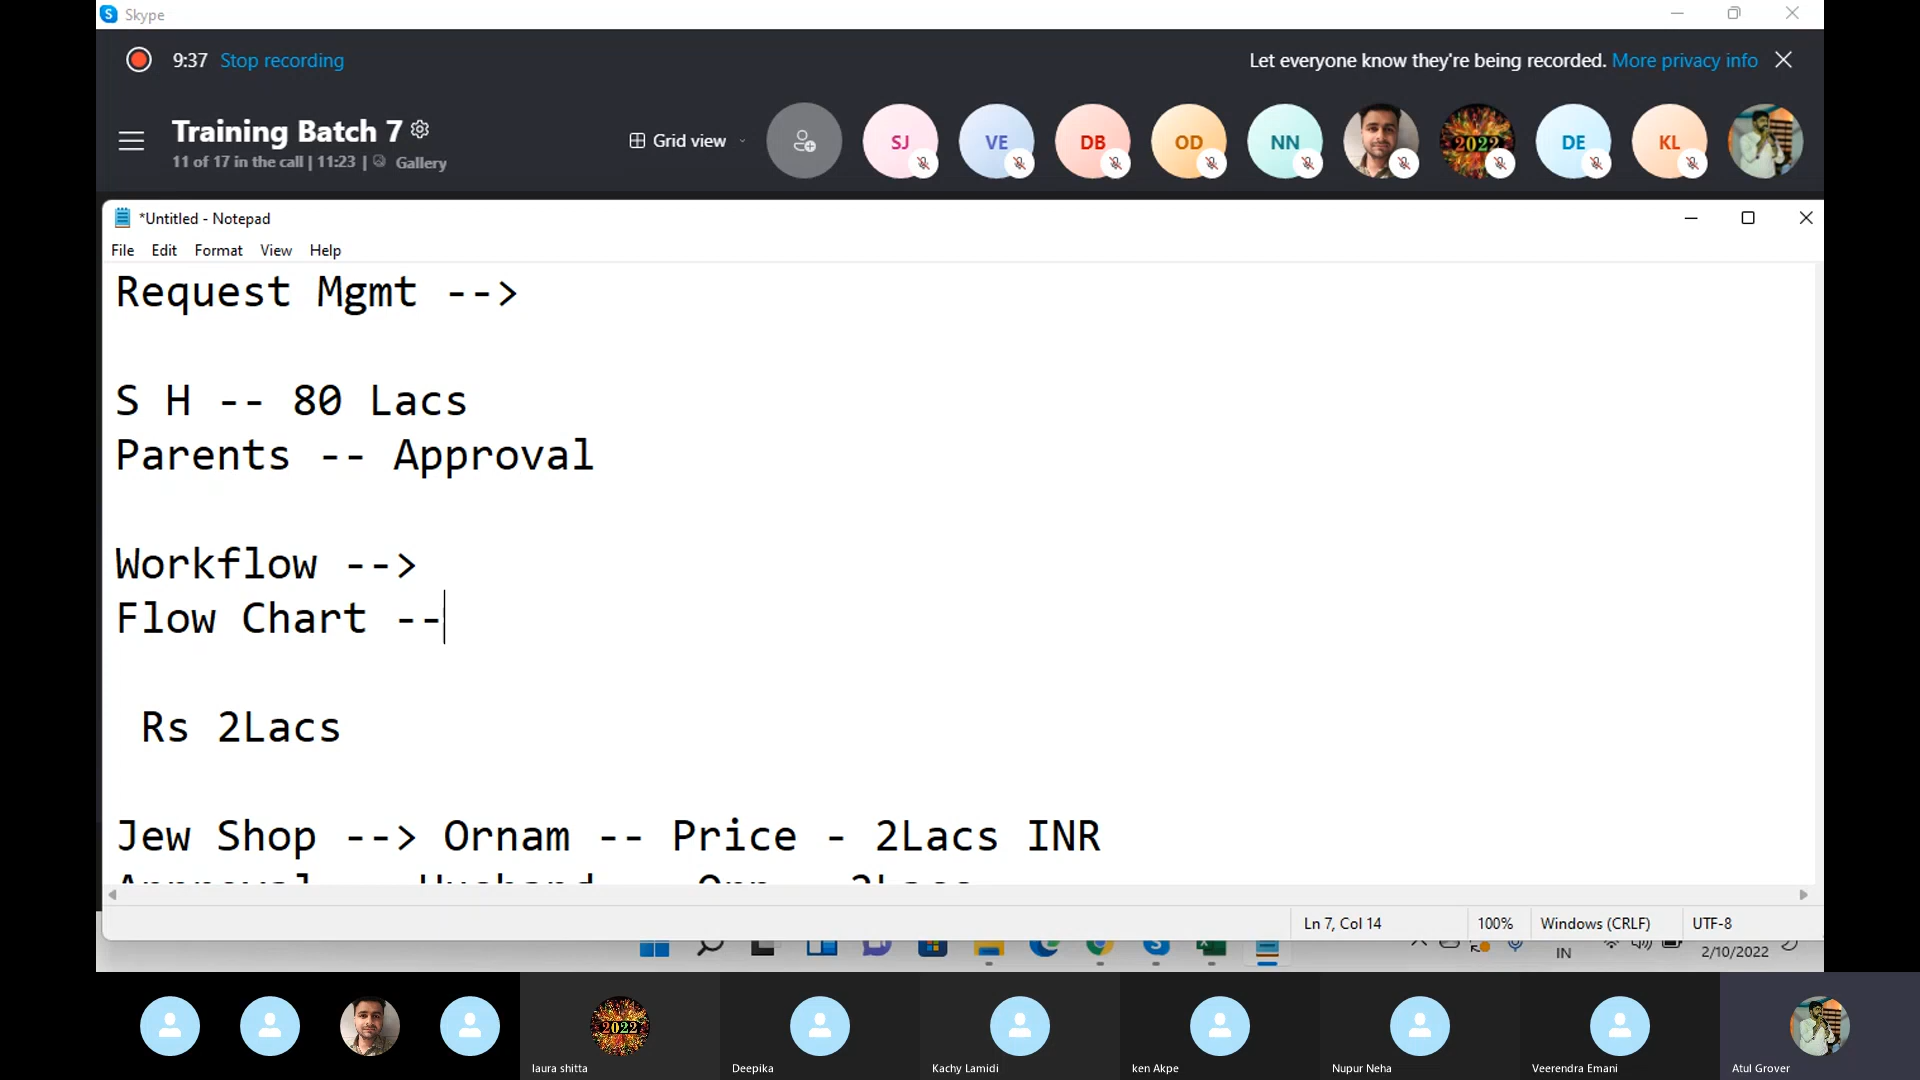 Skype
9:37 Stop recording
Let everyone know they're being recorded. More privacy info
Training Batch 7
11 of 17 in the call | 11:23 | Gallery
Grid view
SJ
VE
DB
OD
NN
2022
DE
KL
*Untitled - Notepad
File Edit Format View Help
Request Mgmt -->
S H -- 80 Lacs
Parents -- Approval
Workflow -->
Flow Chart --
Rs 2Lacs
Jew Shop --> Ornam -- Price - 2Lacs INR
Ln 7, Col 14
100%
Windows (CRLF)
UTF-8
IN
2/10/2022
2022
laura shitta
Deepika
Kachy Lamidi
ken Akpe
Nupur Neha
Veerendra Emani
Atul Grover